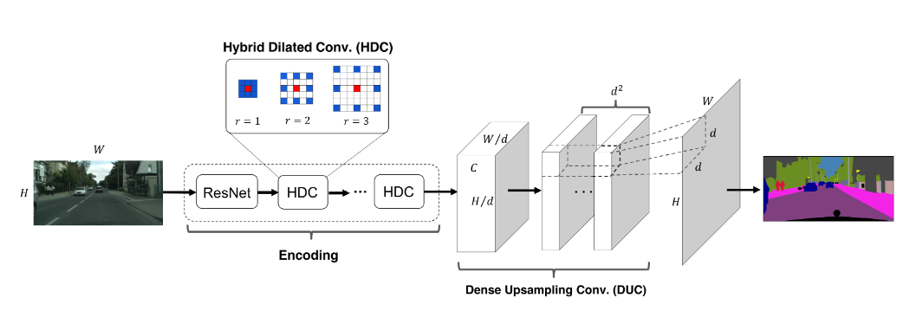 Hybrid Dilated Conv. (HDC)
r = 1
r = 2
r = 3
W
H
ResNet
HDC
...
HDC
Encoding
W/d
C
H/d
d²
...
W
d
d
H
Dense Upsampling Conv. (DUC)